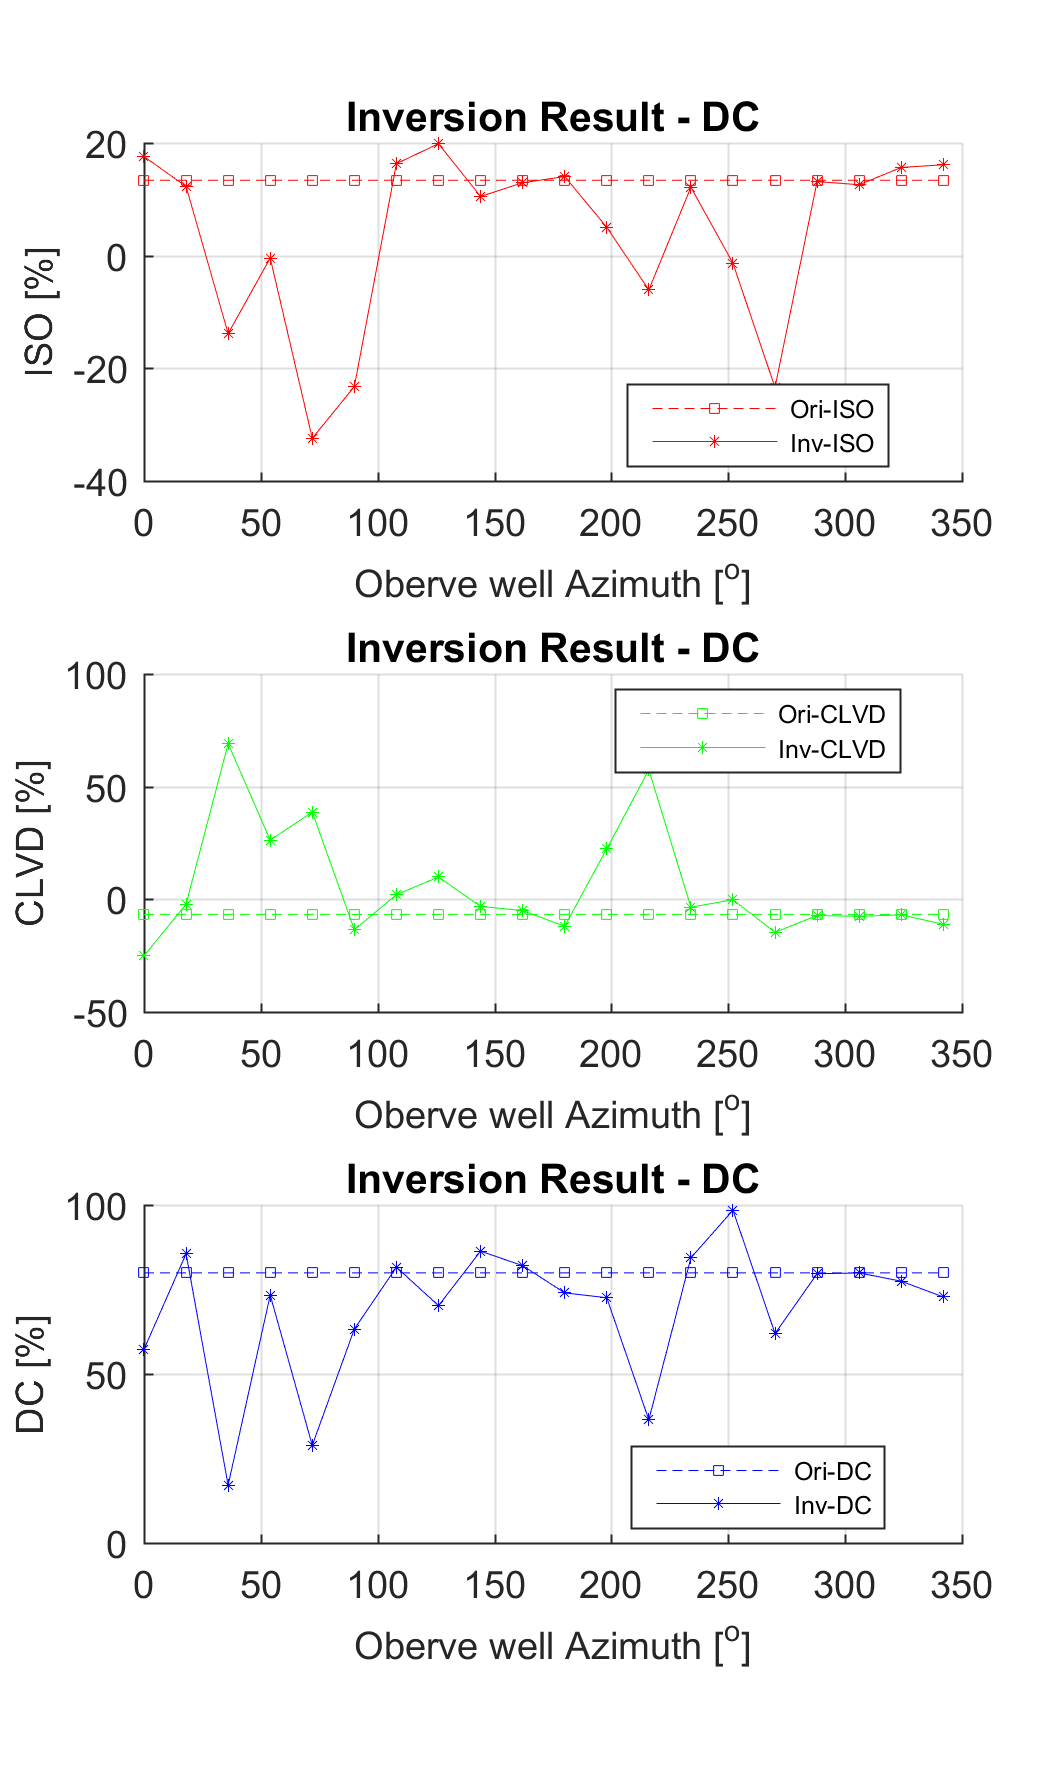 Inversion Result - DC
20
0
-20
-40
ISO [%]
Ori-ISO
Inv-ISO
0 50 100 150 200 250 300 350
Oberve well Azimuth [o]
Inversion Result - DC
100
50
0
-50
CLVD [%]
Ori-CLVD
Inv-CLVD
0 50 100 150 200 250 300 350
Oberve well Azimuth [o]
Inversion Result - DC
100
50
0
DC [%]
Ori-DC
Inv-DC
0 50 100 150 200 250 300 350
Oberve well Azimuth [o]